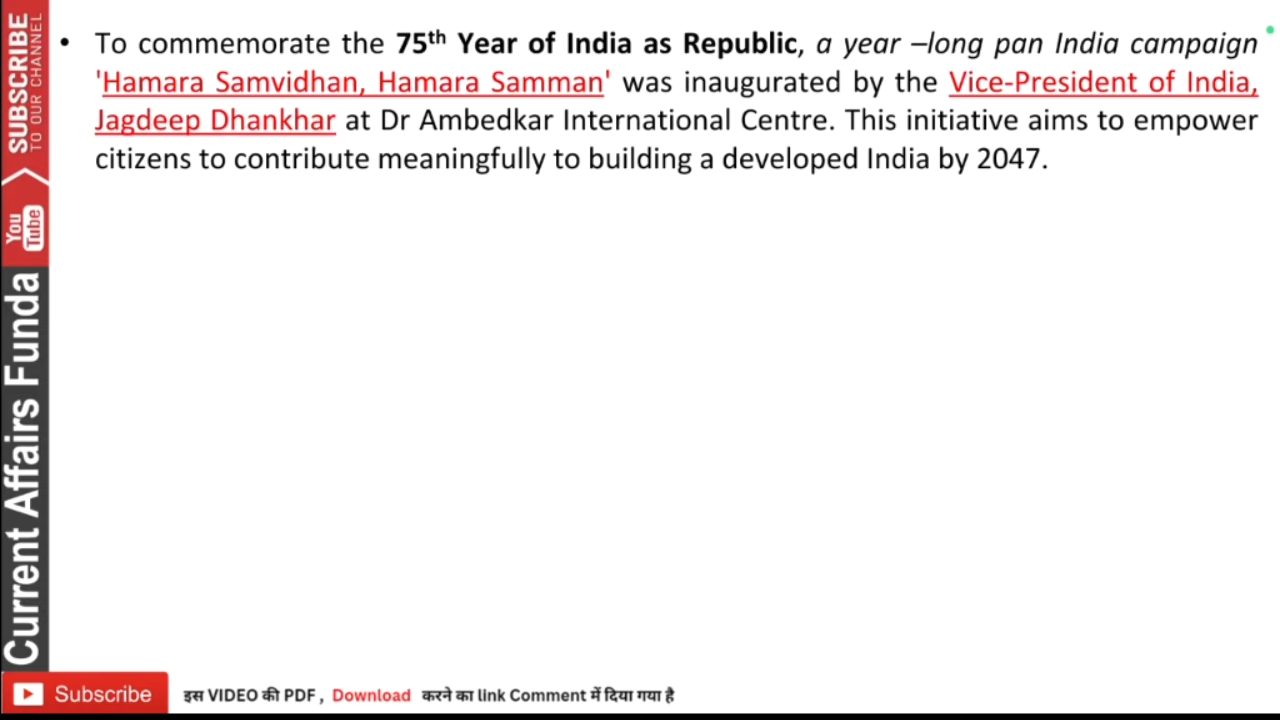 • To commemorate the 75th Year of India as Republic, a year –long pan India campaign
'Hamara Samvidhan, Hamara Samman' was inaugurated by the Vice-President of India,
Jagdeep Dhankhar at Dr Ambedkar International Centre. This initiative aims to empower
citizens to contribute meaningfully to building a developed India by 2047.
SUBSCRIBE
TO OUR CHANNEL
You
Tube
Current Affairs Funda
Subscribe
इस VIDEO की PDF , Download करने का link Comment में दिया गया है